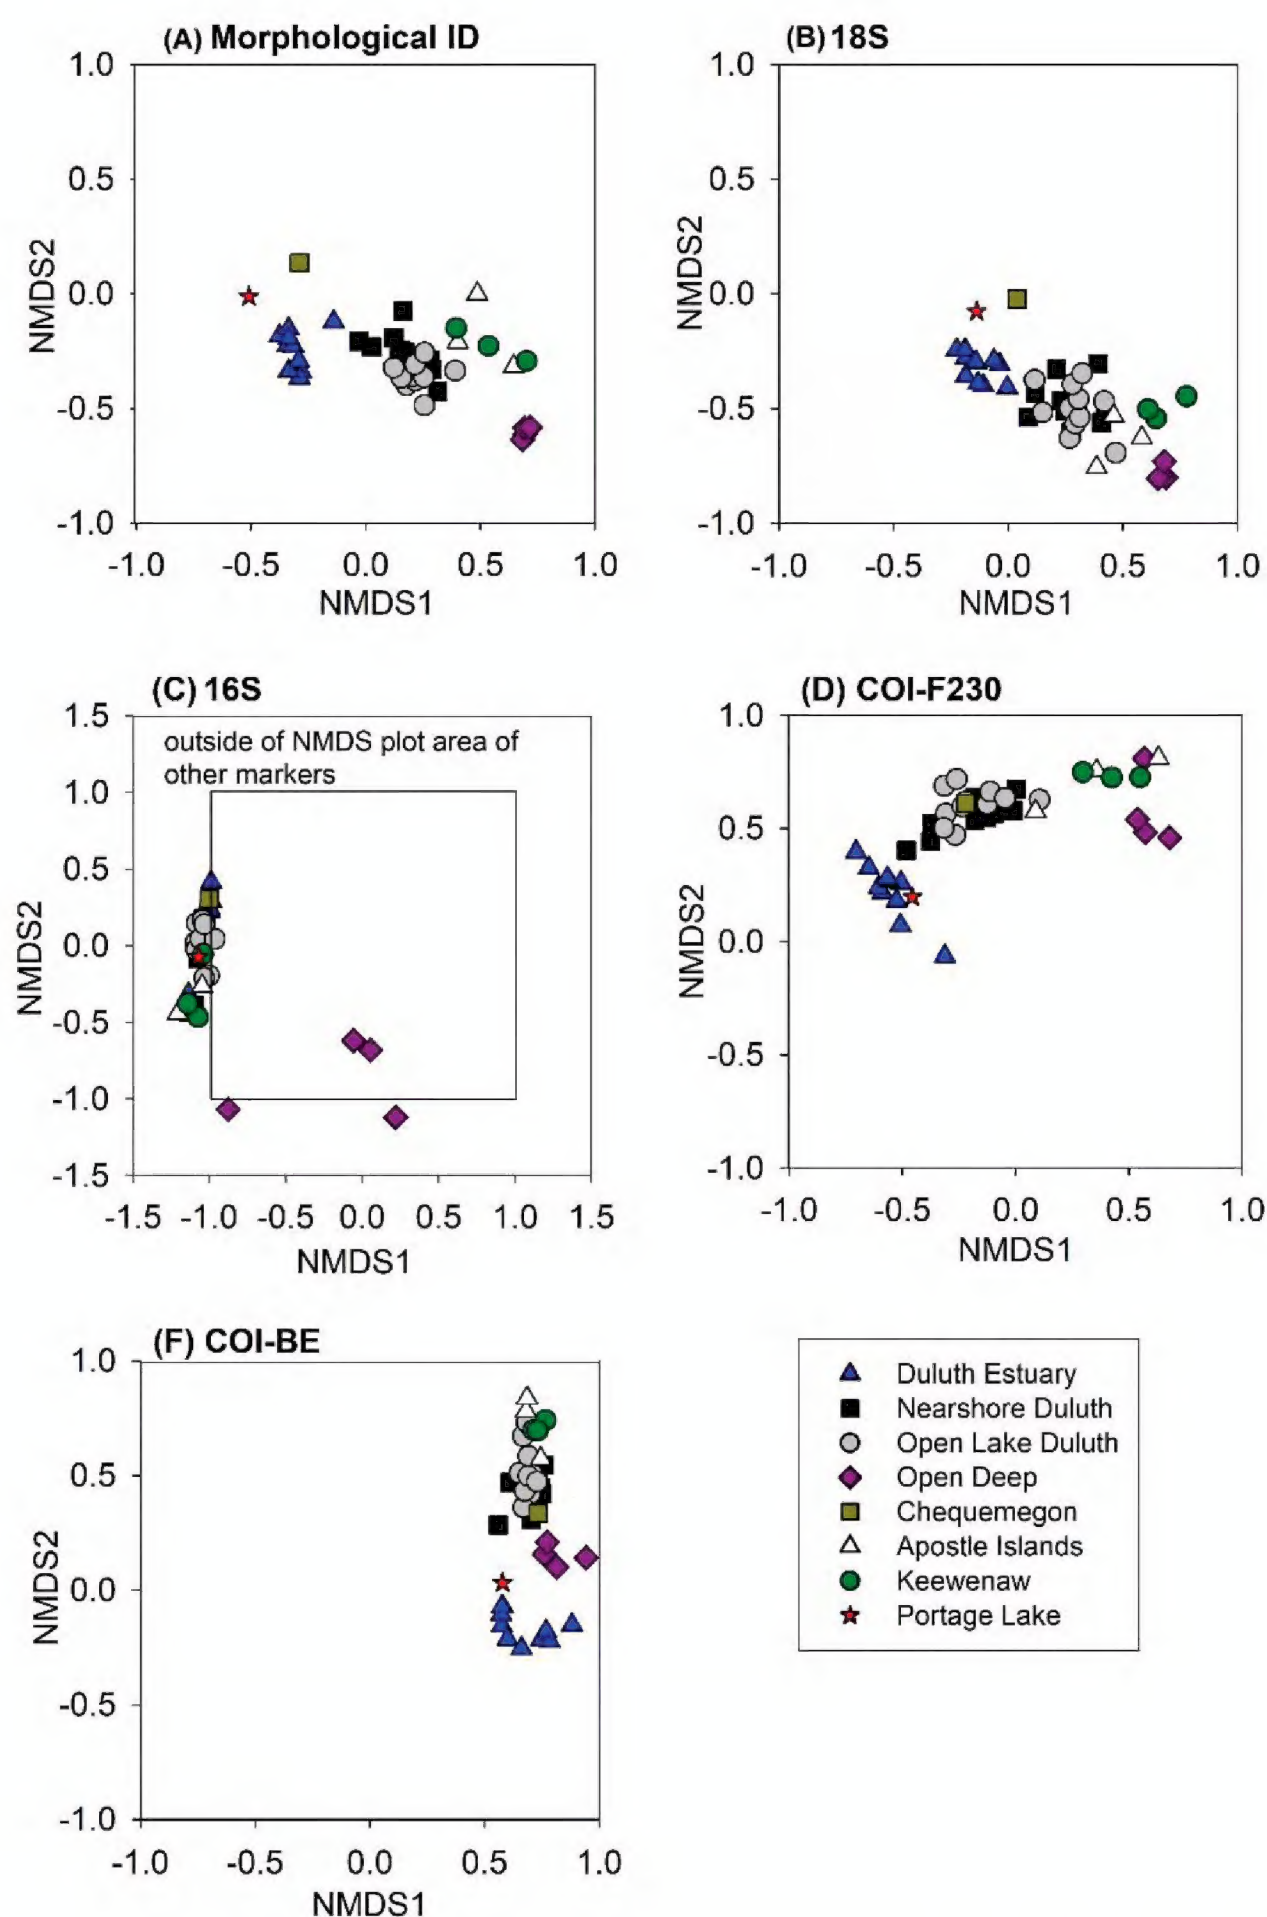 (A) Morphological ID
1.0
0.5
0.0
-0.5
-1.0
NMDS2
-1.0 -0.5 0.0 0.5 1.0
NMDS1
(B) 18S
1.0
0.5
0.0
-0.5
-1.0
NMDS2
-1.0 -0.5 0.0 0.5 1.0
NMDS1
(C) 16S
outside of NMDS plot area of
other markers
1.5
1.0
0.5
0.0
-0.5
-1.0
-1.5
NMDS2
-1.5 -1.0 -0.5 0.0 0.5 1.0 1.5
NMDS1
(D) COI-F230
1.0
0.5
0.0
-0.5
-1.0
NMDS2
-1.0 -0.5 0.0 0.5 1.0
NMDS1
(F) COI-BE
1.0
0.5
0.0
-0.5
-1.0
NMDS2
-1.0 -0.5 0.0 0.5 1.0
NMDS1
Duluth Estuary
Nearshore Duluth
Open Lake Duluth
Open Deep
Chequemegon
Apostle Islands
Keewenaw
Portage Lake